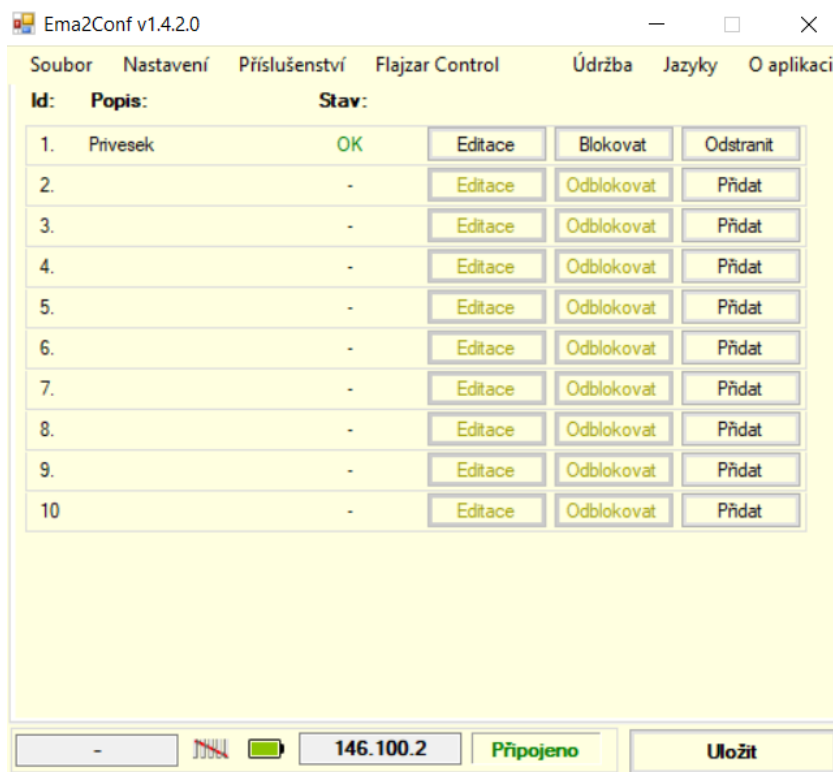 Ema2Conf v1.4.2.0
Soubor Nastavení Příslušenství Flajzar Control Údržba Jazyky O aplikaci
Id: Popis: Stav:
1. Privesek OK Editace Blokovat Odstranit
2. - Editace Odblokovat Přidat
3. - Editace Odblokovat Přidat
4. - Editace Odblokovat Přidat
5. - Editace Odblokovat Přidat
6. - Editace Odblokovat Přidat
7. - Editace Odblokovat Přidat
8. - Editace Odblokovat Přidat
9. - Editace Odblokovat Přidat
10 - Editace Odblokovat Přidat
- 146.100.2 Připojeno Uložit